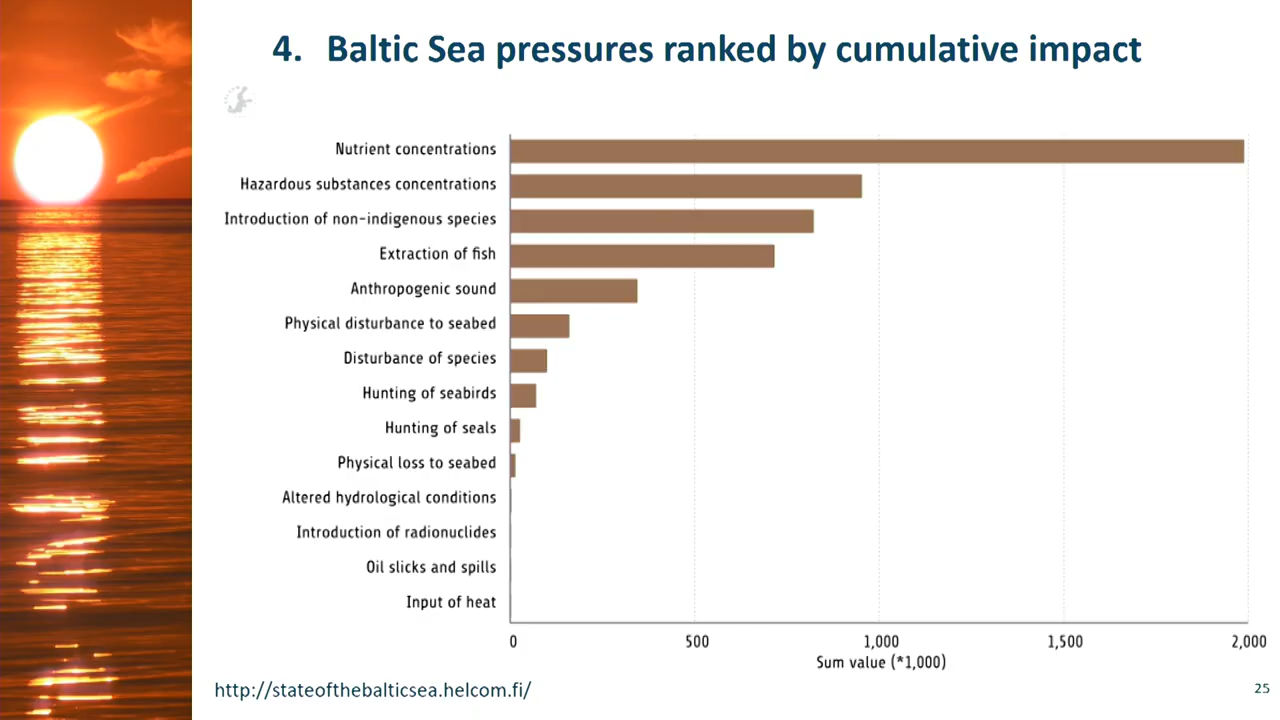 4. Baltic Sea pressures ranked by cumulative impact
Nutrient concentrations
Hazardous substances concentrations
Introduction of non-indigenous species
Extraction of fish
Anthropogenic sound
Physical disturbance to seabed
Disturbance of species
Hunting of seabirds
Hunting of seals
Physical loss to seabed
Altered hydrological conditions
Introduction of radionuclides
Oil slicks and spills
Input of heat
0 500 1,000 1,500 2,000
Sum value (*1,000)
http://stateofthebalticsea.helcom.fi/
25